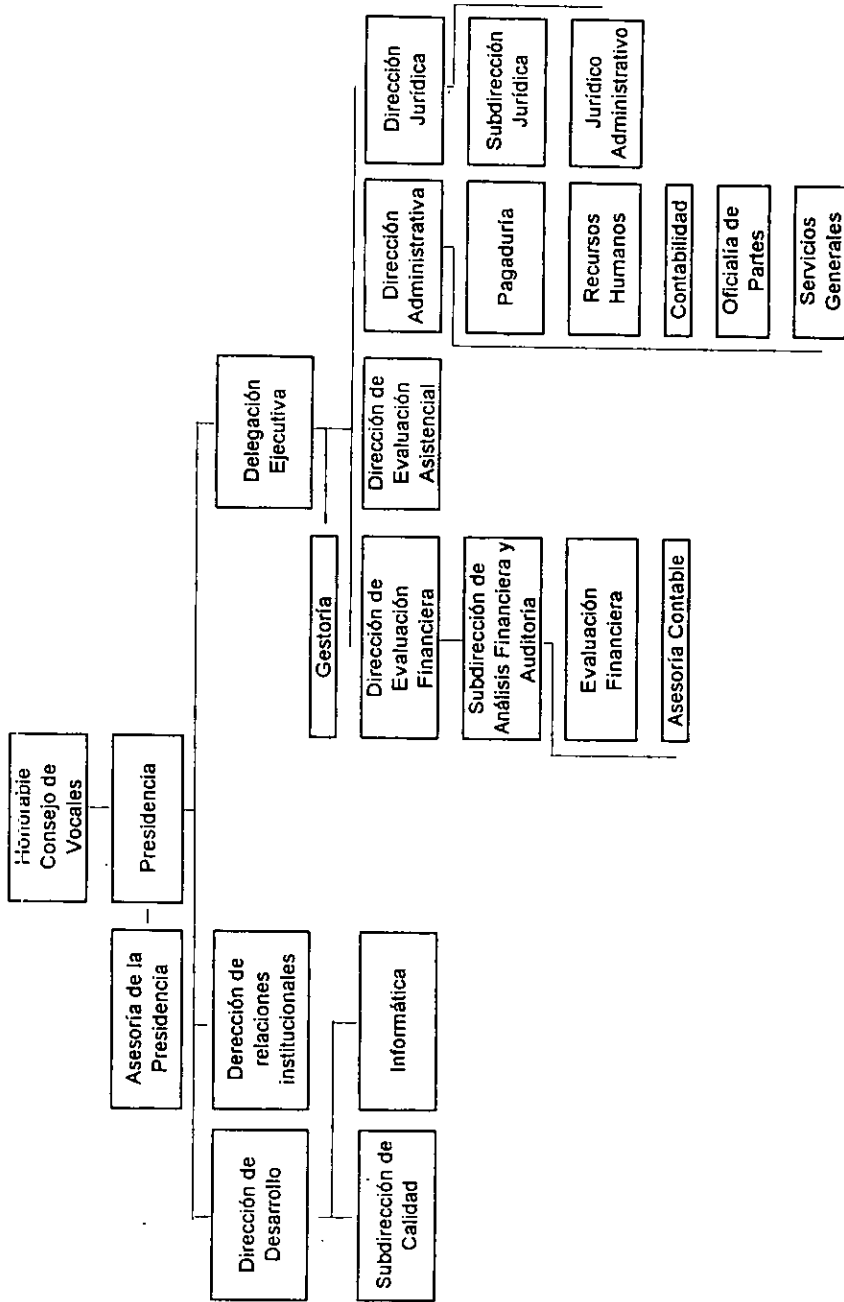 Honorable
Consejo de
Vocales
Asesoría de la
Presidencia
Presidencia
Dirección de
Desarrollo
Derección de
relaciones
institucionales
Delegación
Ejecutiva
Subdirección de
Calidad
Informática
Gestoría
Dirección de
Evaluación
Financiera
Dirección de
Evaluación
Asistencial
Dirección
Administrativa
Dirección
Jurídica
Subdirección de
Análisis Financiera y
Auditoría
Pagaduría
Subdirección
Jurídica
Evaluación
Financiera
Recursos
Humanos
Jurídico
Administrativo
Asesoría Contable
Contabilidad
Oficialía de
Partes
Servicios
Generales